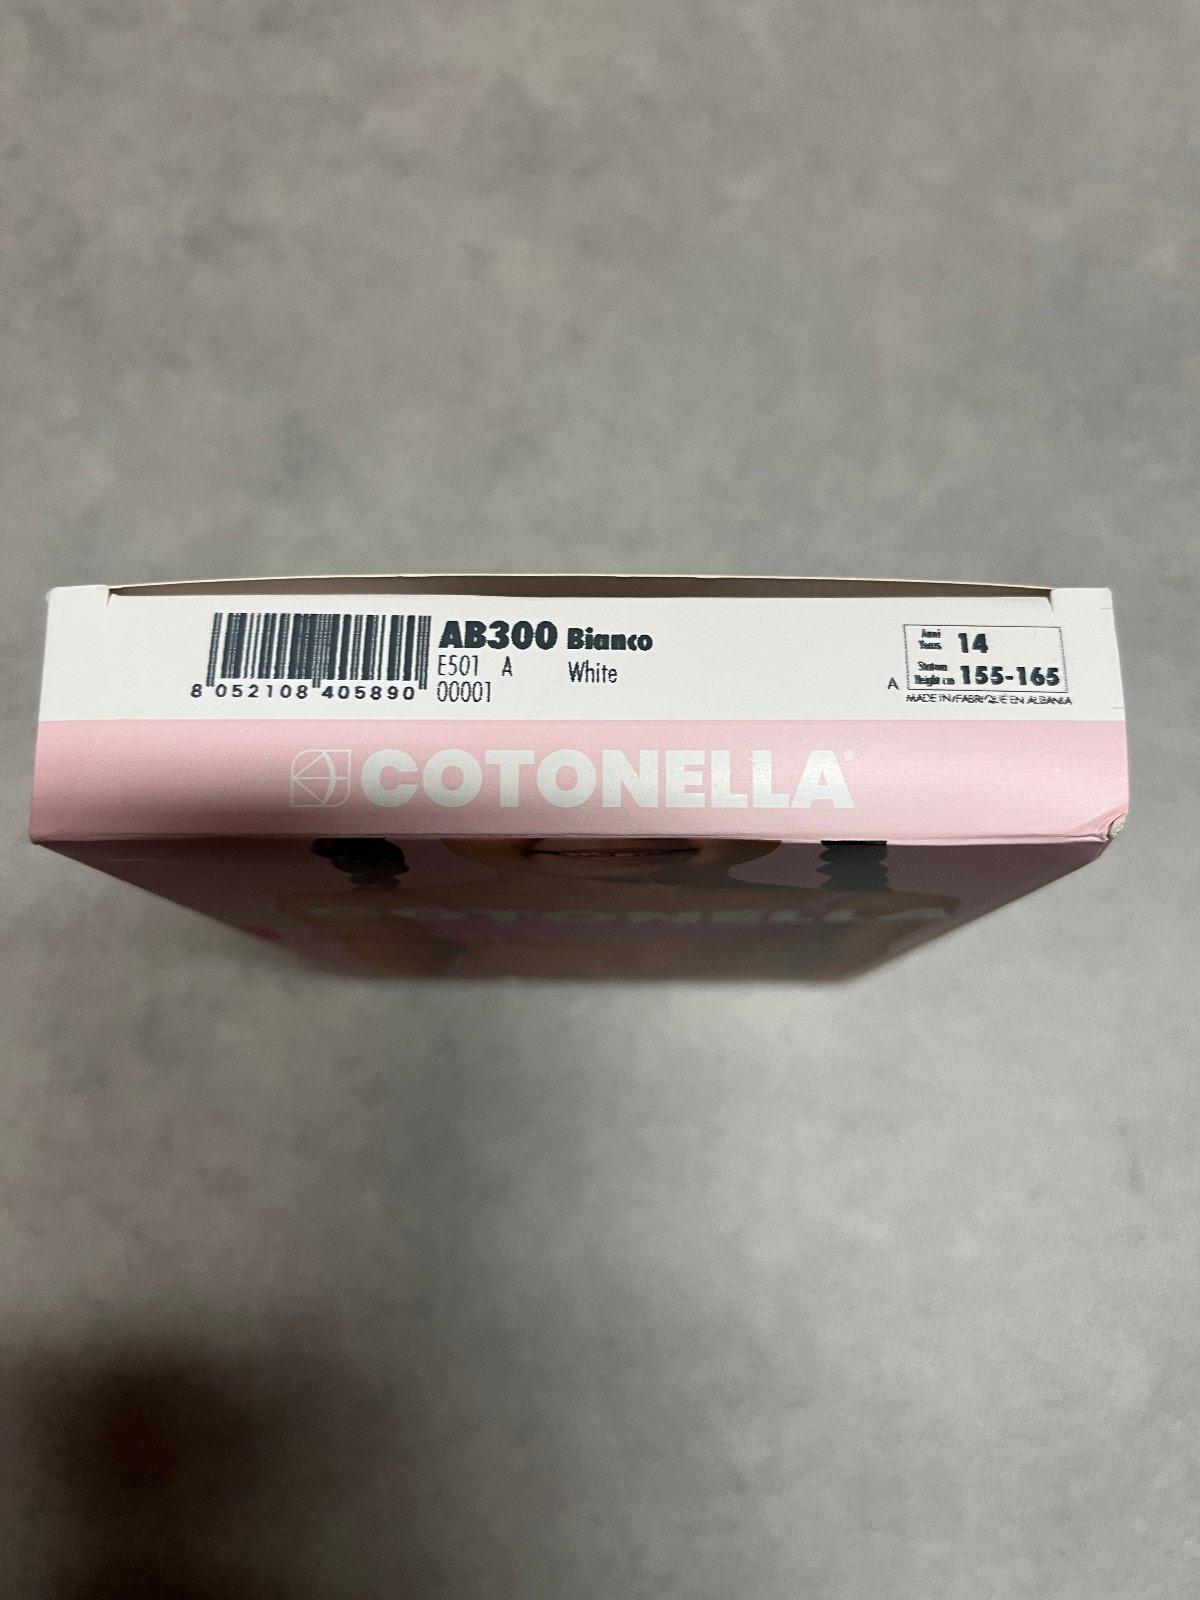 AB300 Bianco
E501 A White
00001
8 052108 405890
Anni
Years 14
Statura
Height cm 155-165
A
MADE IN/FABRIQUÉ EN ALBANIA
COTONELLA®
COTONELLA